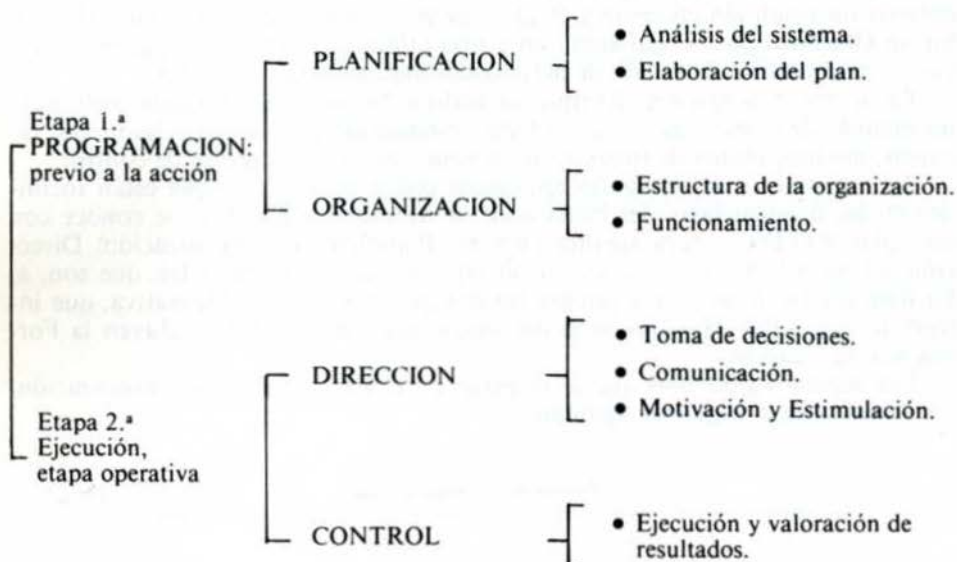 Etapa 1.ª
PROGRAMACION:
previo a la acción
PLANIFICACION
• Análisis del sistema.
• Elaboración del plan.
ORGANIZACION
• Estructura de la organización.
• Funcionamiento.
Etapa 2.ª
Ejecución,
etapa operativa
DIRECCION
• Toma de decisiones.
• Comunicación.
• Motivación y Estimulación.
CONTROL
• Ejecución y valoración de
resultados.